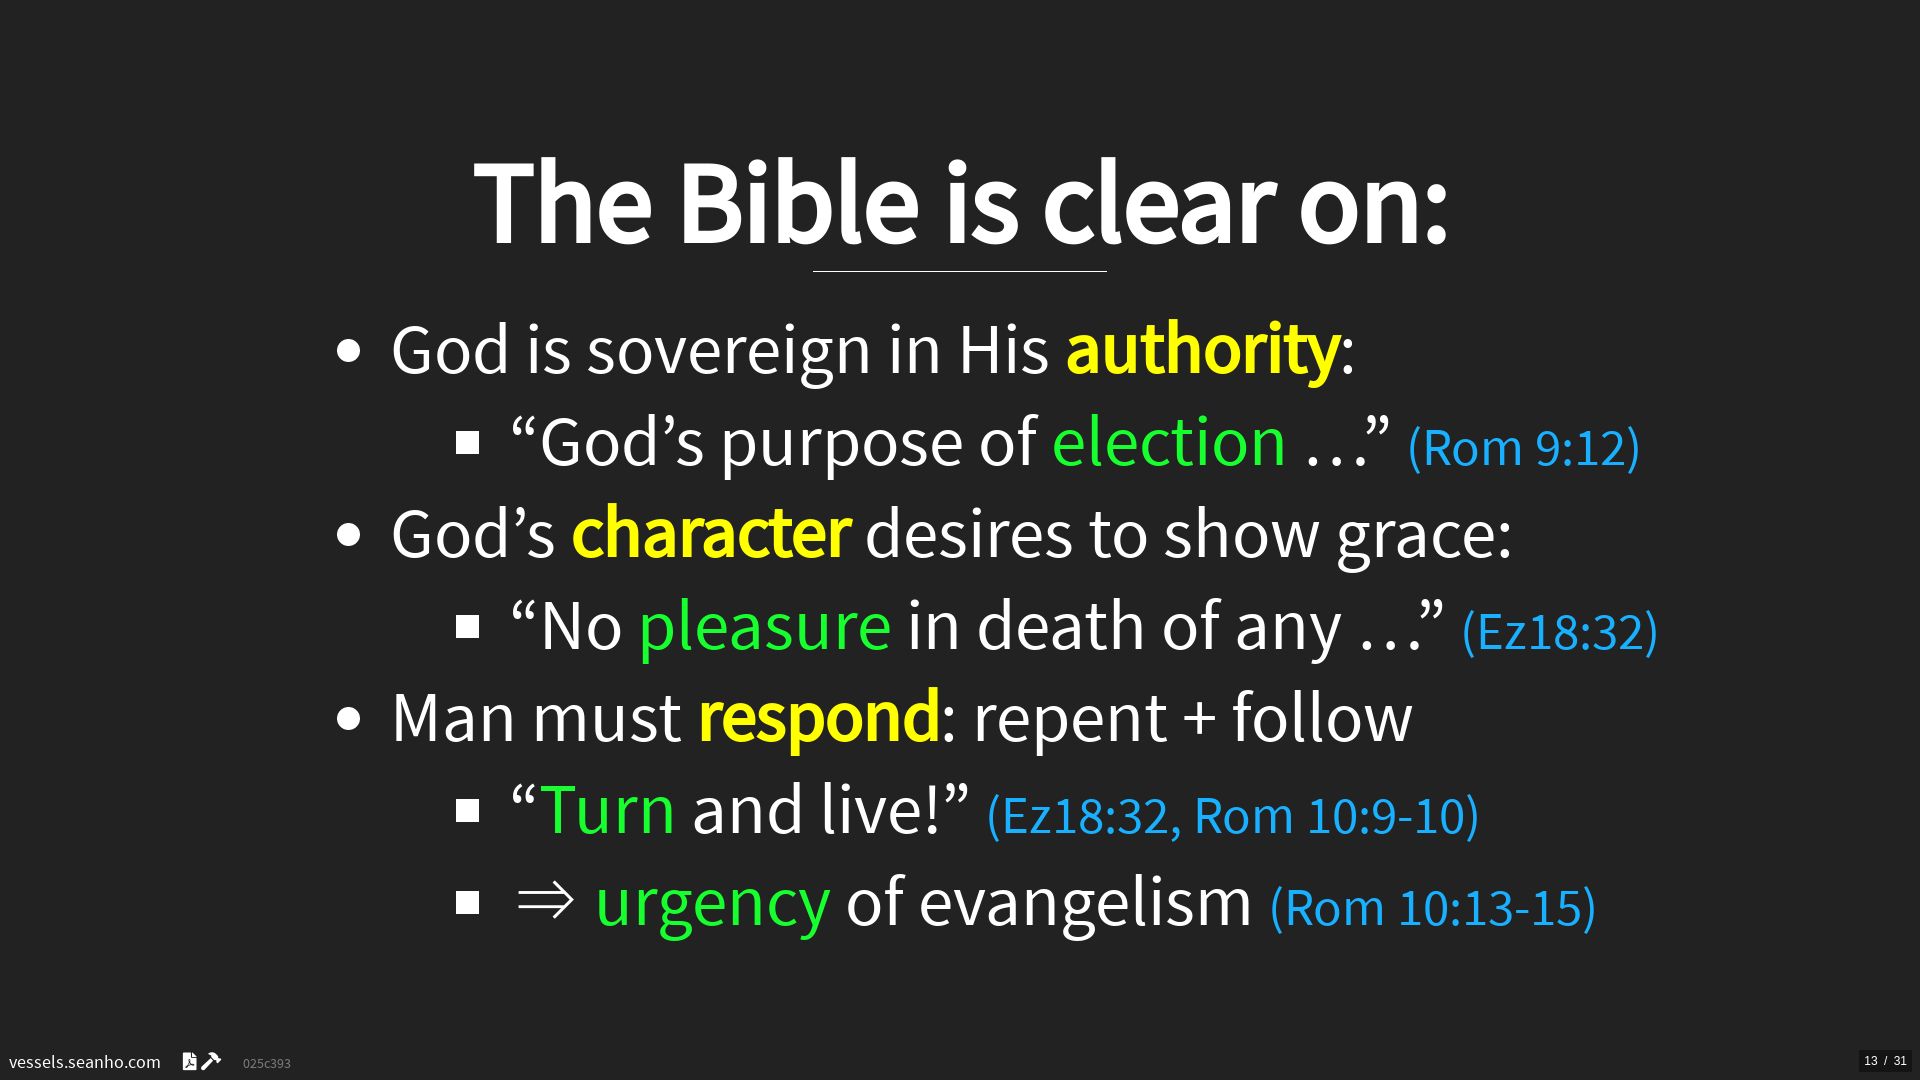 The Bible is clear on:
God is sovereign in His authority:
“God’s purpose of election …” (Rom 9:12)
God’s character desires to show grace:
“No pleasure in death of any …” (Ez18:32)
Man must respond: repent + follow
“Turn and live!” (Ez18:32, Rom 10:9-10)
⇒ urgency of evangelism (Rom 10:13-15)
vessels.seanho.com 025c393
13 / 31